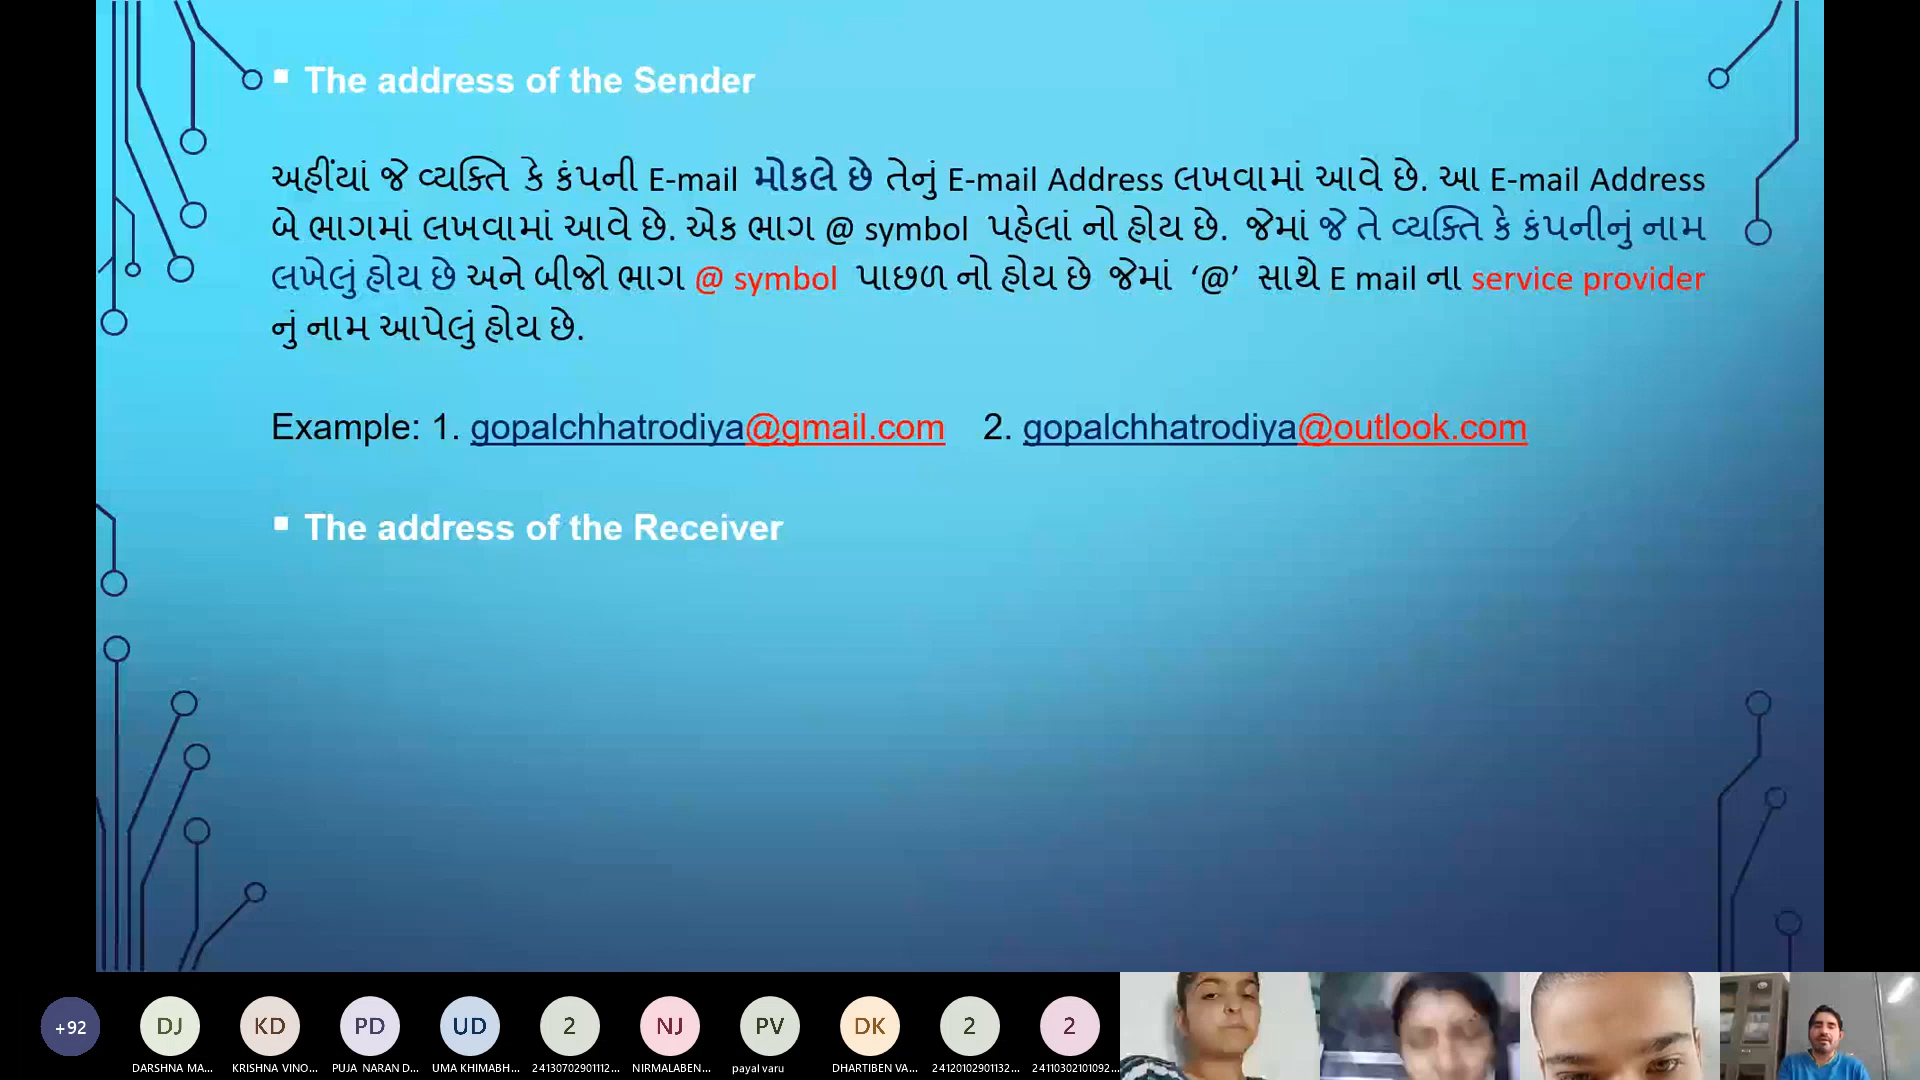 ▪ The address of the Sender
અહીંયાં જે વ્યક્તિ કે કંપની E-mail મોકલે છે તેનું E-mail Address લખવામાં આવે છે. આ E-mail Address
બે ભાગમાં લખવામાં આવે છે. એક ભાગ @ symbol પહેલાં નો હોય છે. જેમાં જે તે વ્યક્તિ કે કંપનીનું નામ
લખેલું હોય છે અને બીજો ભાગ @ symbol પાછળ નો હોય છે જેમાં ‘@’ સાથે E mail ના service provider
નું નામ આપેલું હોય છે.
Example: 1. gopalchhatrodiya@gmail.com 2. gopalchhatrodiya@outlook.com
▪ The address of the Receiver
+92 DJ KD PD UD 2 NJ PV DK 2 2
DARSHNA MA... KRISHNA VINO... PUJA NARAN D... UMA KHIMABH... 24130702901112... NIRMALABEN... payal varu DHARTIBEN VA... 24120102901132... 24110302101092...